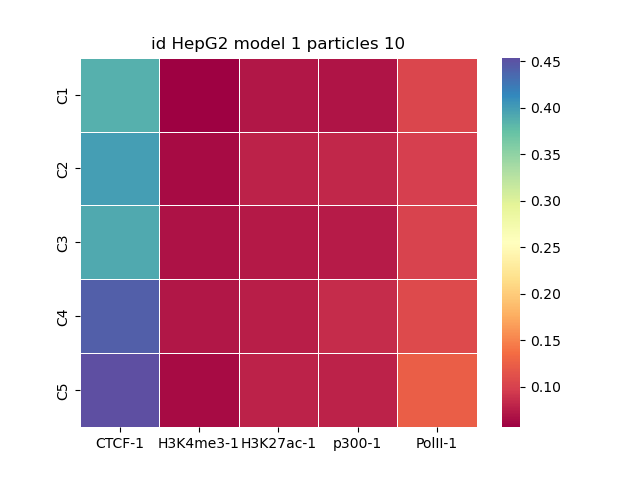 id HepG2 model 1 particles 10
C1
C2
C3
C4
C5
CTCF-1 H3K4me3-1 H3K27ac-1 p300-1 PolII-1
0.45
0.40
0.35
0.30
0.25
0.20
0.15
0.10